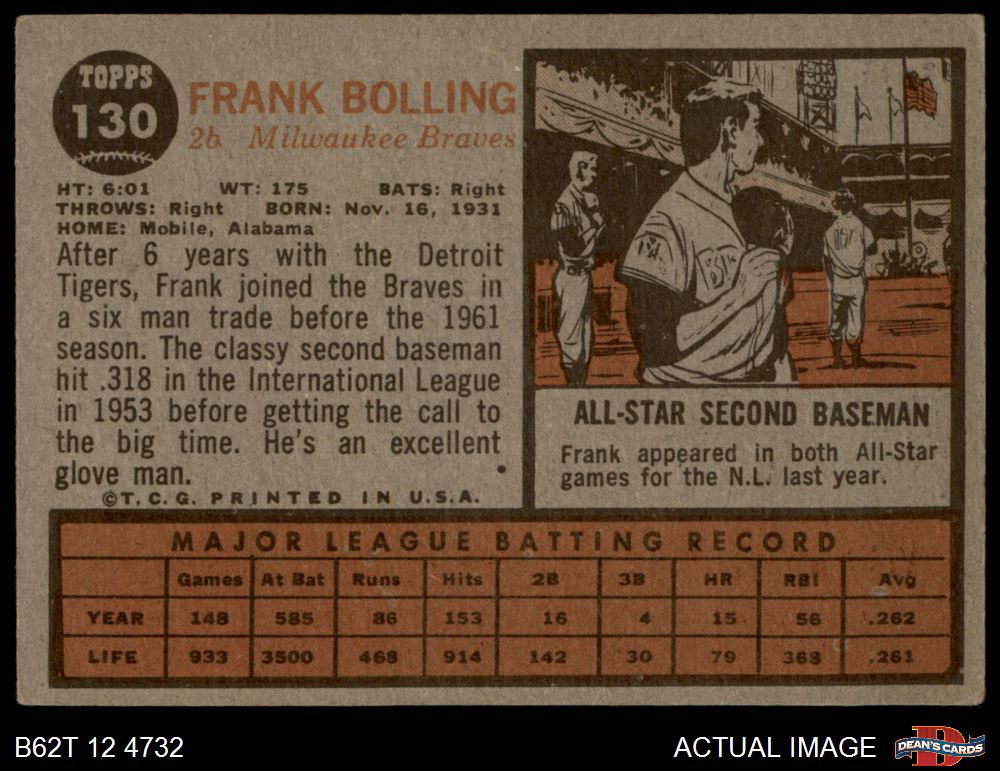 TOPPS
130
FRANK BOLLING
2b Milwaukee Braves
HT: 6:01 WT: 175 BATS: Right
THROWS: Right BORN: Nov. 16, 1931
HOME: Mobile, Alabama
After 6 years with the Detroit
Tigers, Frank joined the Braves in
a six man trade before the 1961
season. The classy second baseman
hit .318 in the International League
in 1953 before getting the call to
the big time. He's an excellent
glove man.
©T.C.G. PRINTED IN U.S.A.
ALL-STAR SECOND BASEMAN
Frank appeared in both All-Star
games for the N.L. last year.
MAJOR LEAGUE BATTING RECORD
Games At Bat Runs Hits 2B 3B HR RBI Avg
YEAR 148 585 86 153 16 4 15 56 .262
LIFE 933 3500 468 914 142 30 79 368 .261
B62T 12 4732
ACTUAL IMAGE
DEAN'S CARDS